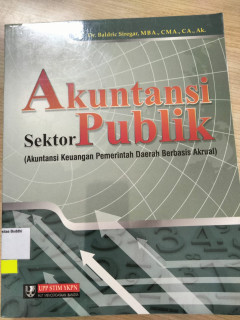 Dr. Baldric Siregar, MBA., CMA., CA., Ak.
Akuntansi
Sektor Publik
(Akuntansi Keuangan Pemerintah Daerah Berbasis Akrual)
UPP STIM YKPN